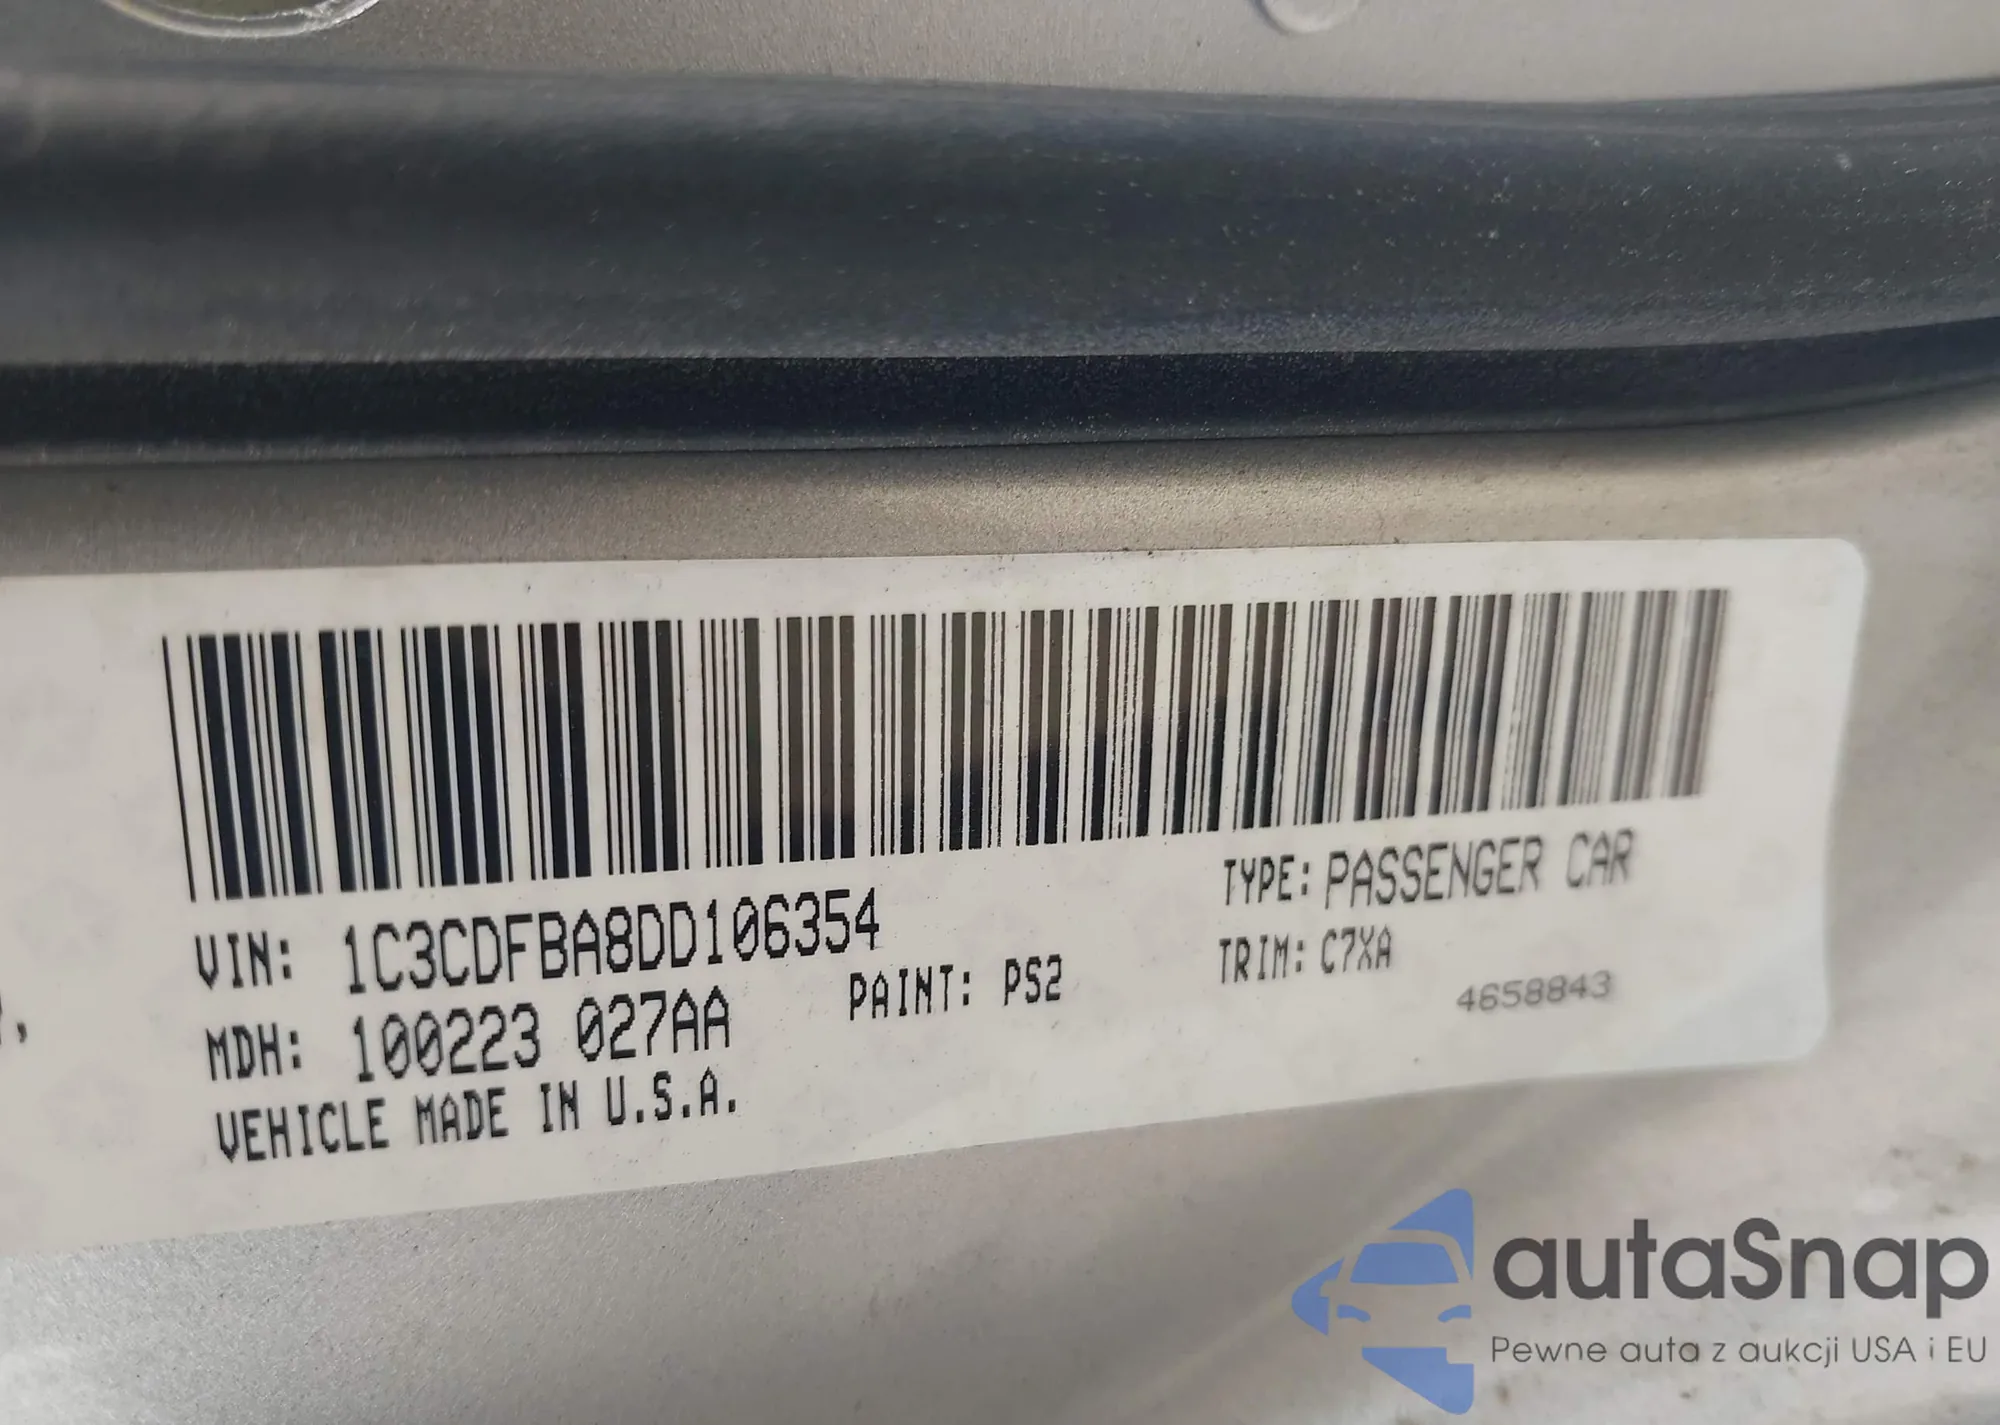 VIN: 1C3CDFBA8DD106354
TYPE: PASSENGER CAR
MDH: 100223 027AA
PAINT: PS2
TRIM: C7XA
4658843
VEHICLE MADE IN U.S.A.
autaSnap
Pewne auta z aukcji USA i EU